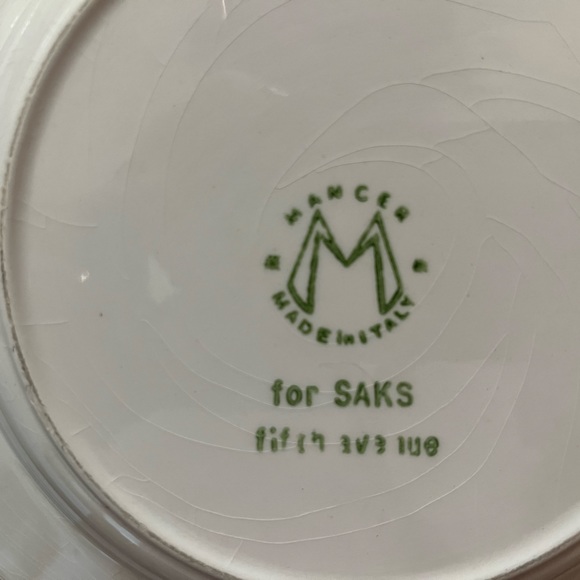 MANCER
M
MADE in ITALY
for SAKS
fifth avenue